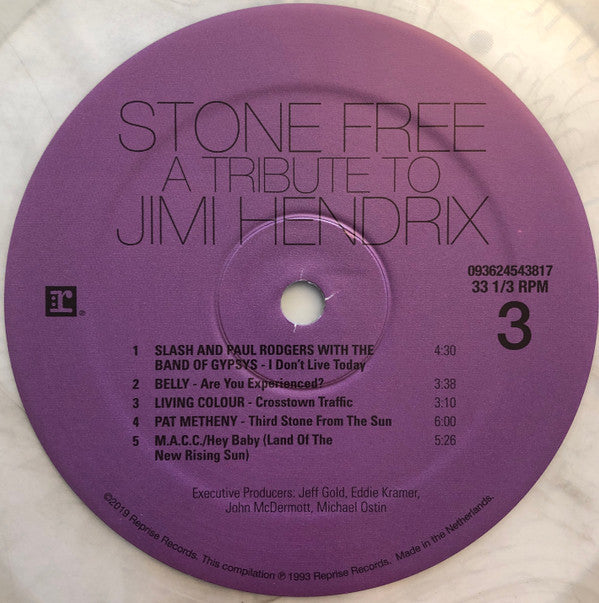 STONE FREE
A TRIBUTE TO
JIMI HENDRIX
093624543817
33 1/3 RPM
r®
3
1 SLASH AND PAUL RODGERS WITH THE 4:30
BAND OF GYPSYS - I Don't Live Today
2 BELLY - Are You Experienced? 3:38
3 LIVING COLOUR - Crosstown Traffic 3:10
4 PAT METHENY - Third Stone From The Sun 6:00
5 M.A.C.C./Hey Baby (Land Of The 5:26
New Rising Sun)
Executive Producers: Jeff Gold, Eddie Kramer,
John McDermott, Michael Ostin
©2019 Reprise Records. This compilation ℗ 1993 Reprise Records. Made in the Netherlands.